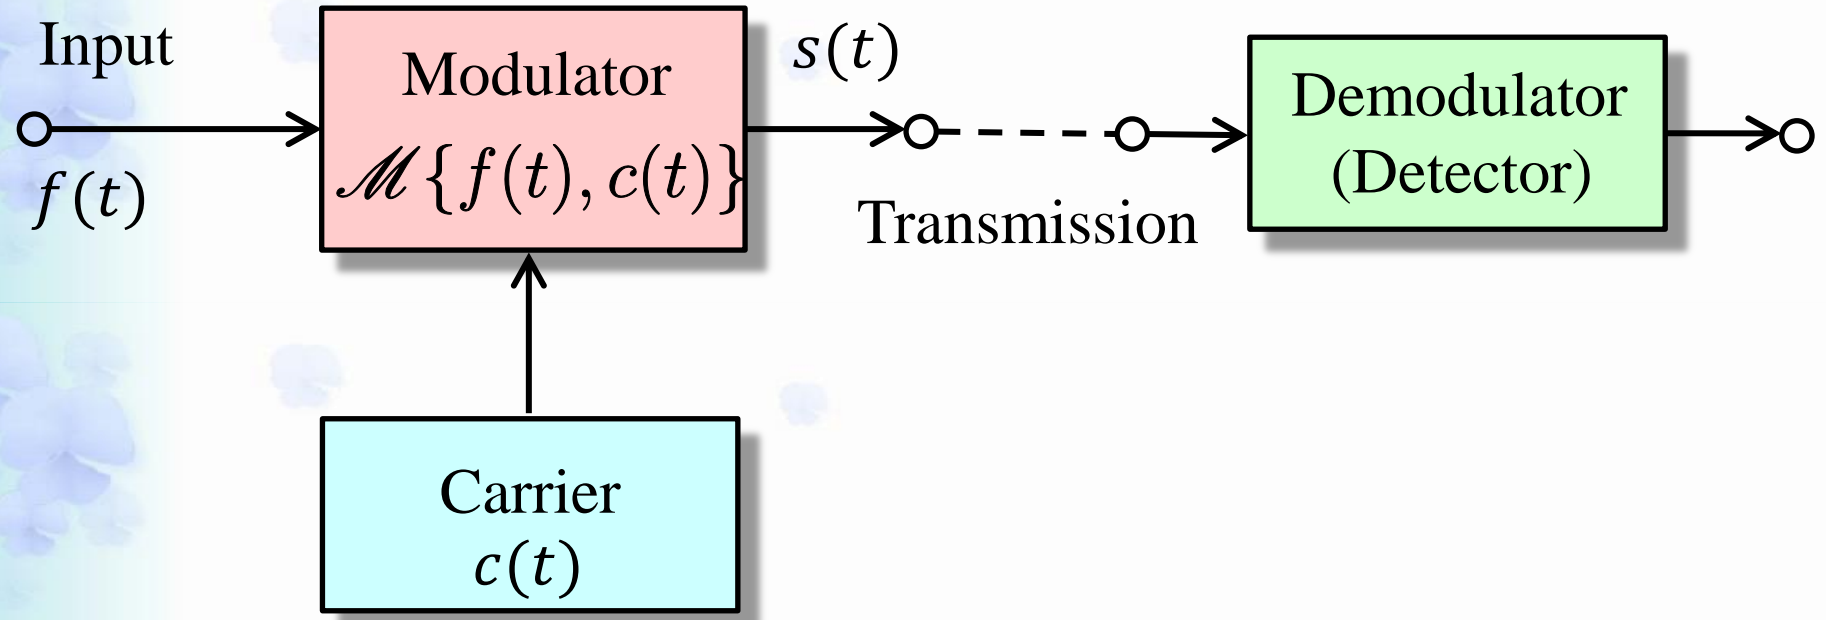 Input
f(t)
Modulator
ℳ{f(t), c(t)}
s(t)
Transmission
Demodulator
(Detector)
Carrier
c(t)